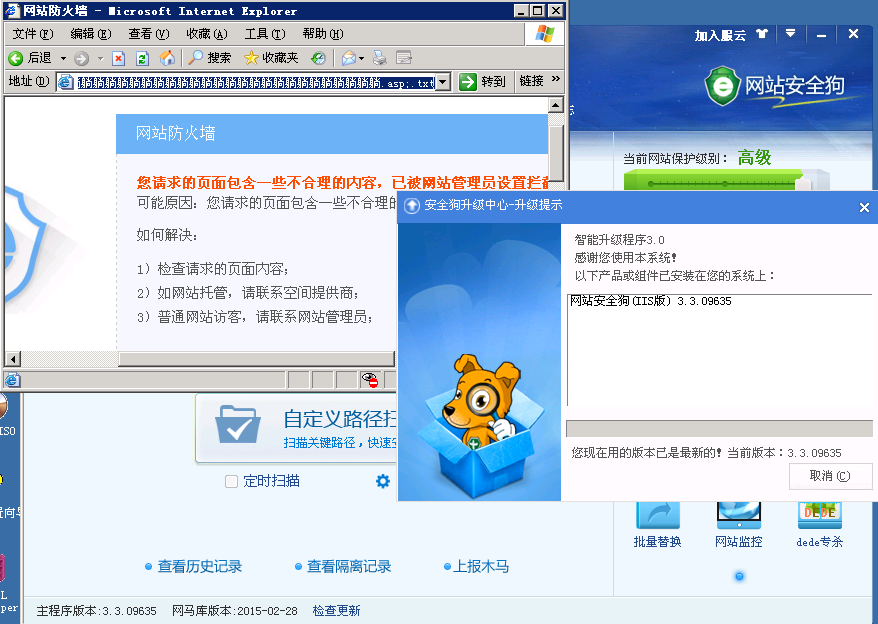 网站防火墙 - Microsoft Internet Explorer
文件(F) 编辑(E) 查看(V) 收藏(A) 工具(T) 帮助(H)
后退 搜索 收藏夹
地址(D) .asp;.txt 转到 链接 »
网站防火墙
您请求的页面包含一些不合理的内容，已被网站管理员设置拦
可能原因：您请求的页面包含一些不合理的
如何解决：
1）检查请求的页面内容；
2）如网站托管，请联系空间提供商；
3）普通网站访客，请联系网站管理员；
加入服云
网站安全狗
当前网站保护级别： 高级
安全狗升级中心-升级提示
智能升级程序3.0
感谢您使用本系统！
以下产品或组件已安装在您的系统上：
网站安全狗(IIS版) 3.3.09635
您现在用的版本已是最新的！当前版本：3.3.09635
取消(C)
ISO
置向导
L
per
自定义路径扫
扫描关键路径，快速
定时扫描
批量替换 网站监控 DEDE dede专杀
查看历史记录 查看隔离记录 上报木马
主程序版本:3.3.09635 网马库版本:2015-02-28 检查更新